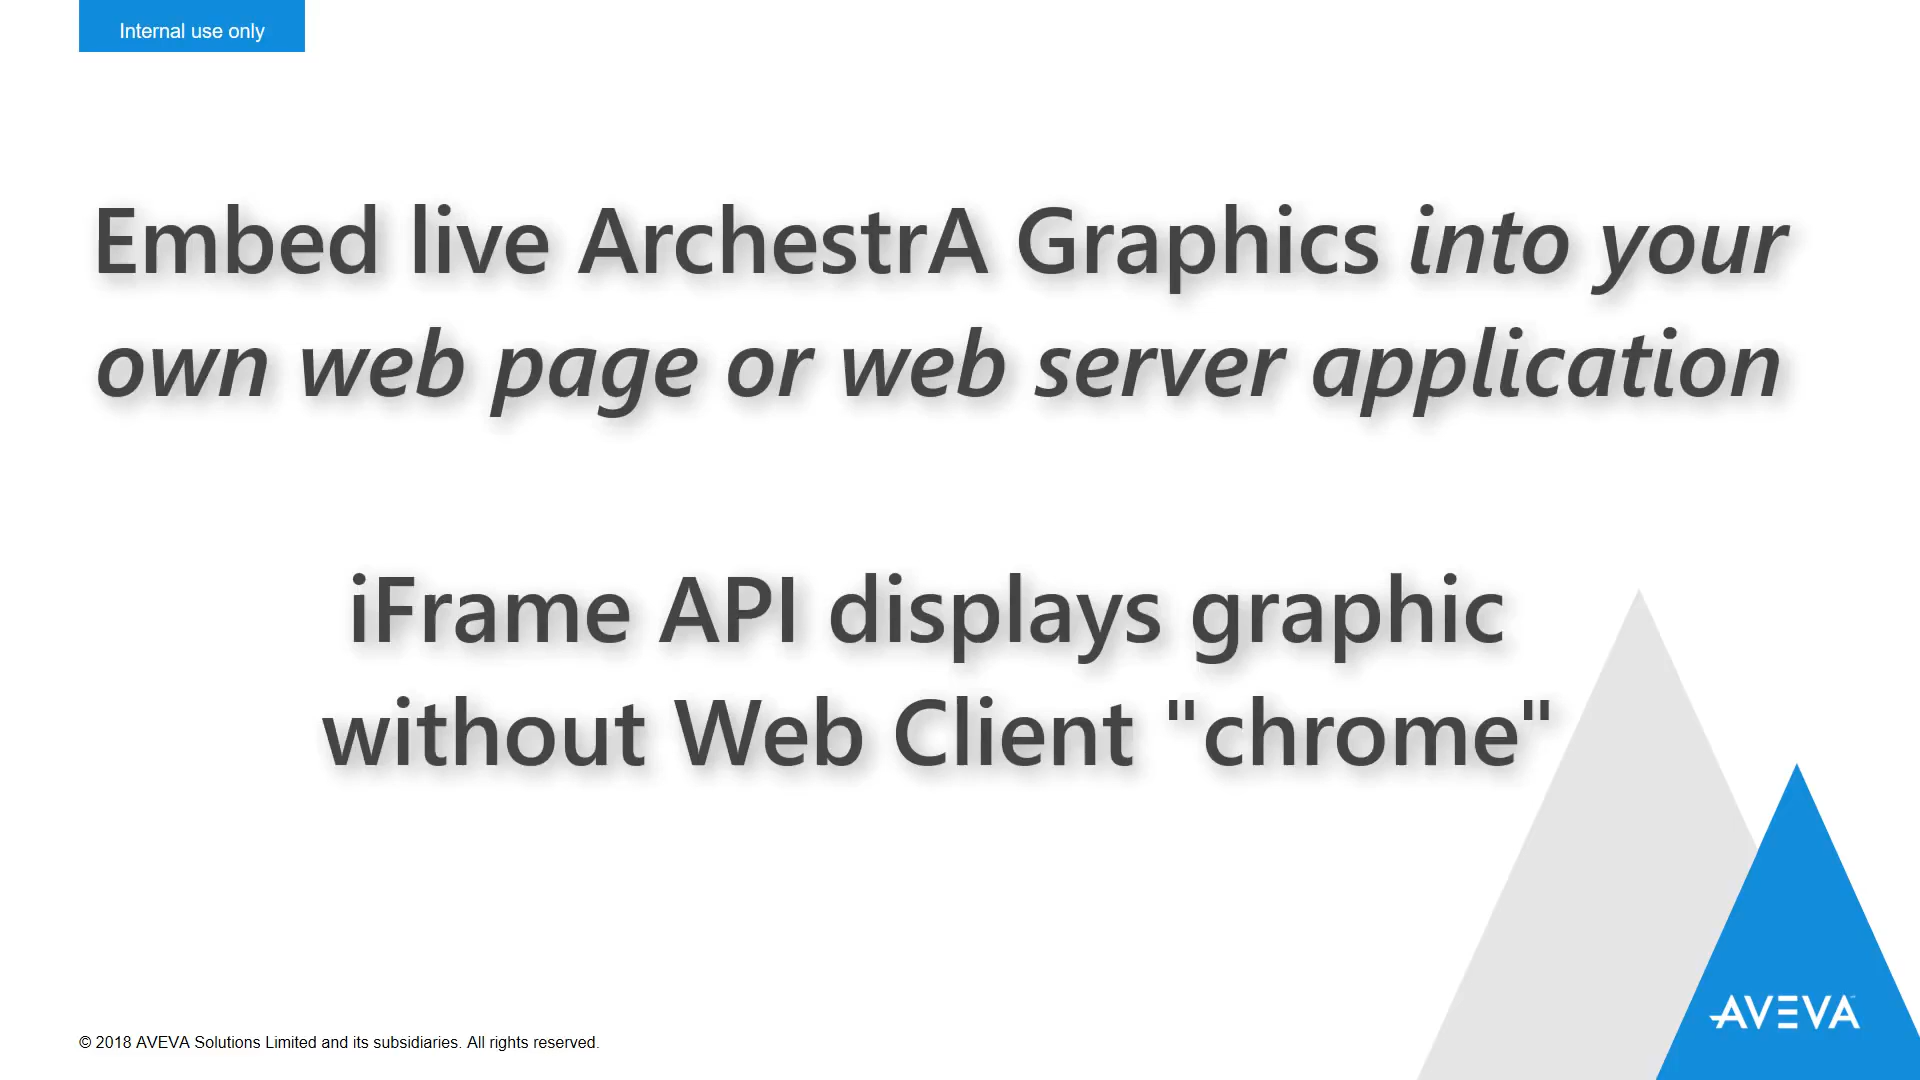 Internal use only
Embed live ArchestrA Graphics into your
own web page or web server application
iFrame API displays graphic
without Web Client "chrome"
AVEVA
© 2018 AVEVA Solutions Limited and its subsidiaries. All rights reserved.